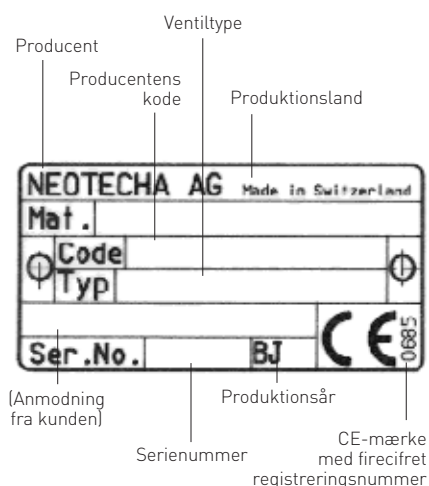 Ventiltype
Producent
Producentens
kode
Produktionsland
NEOTECHA AG Made in Switzerland
Mat.
Code
Typ
Ser.No. BJ CE 0685
(Anmodning
fra kunden)
Produktionsår
Serienummer
CE-mærke
med firecifret
registreringsnummer